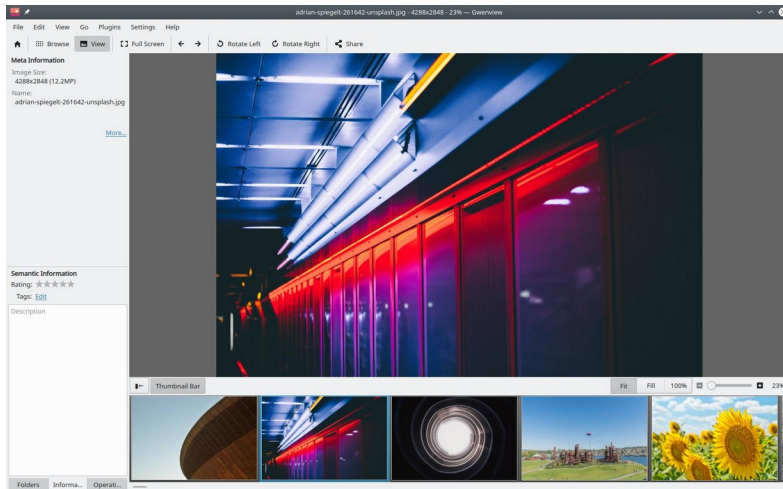 adrian-spiegelt-261642-unsplash.jpg - 4288x2848 - 23% — Gwenview
File Edit View Go Plugins Settings Help
Browse View Full Screen Rotate Left Rotate Right Share
Meta Information
Image Size:
4288x2848 (12.2MP)
Name:
adrian-spiegelt-261642-unsplash.jpg
More...
Semantic Information
Rating:
Tags: Edit
Description
Thumbnail Bar Fit Fill 100% 23%
Folders Informa... Operati...